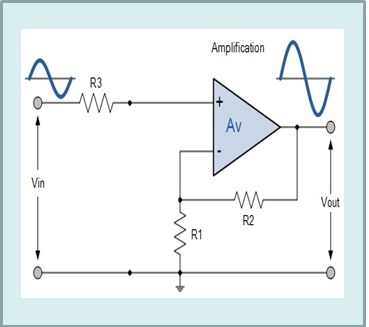 Amplification
R3
+
Av
-
Vin
R2
Vout
R1